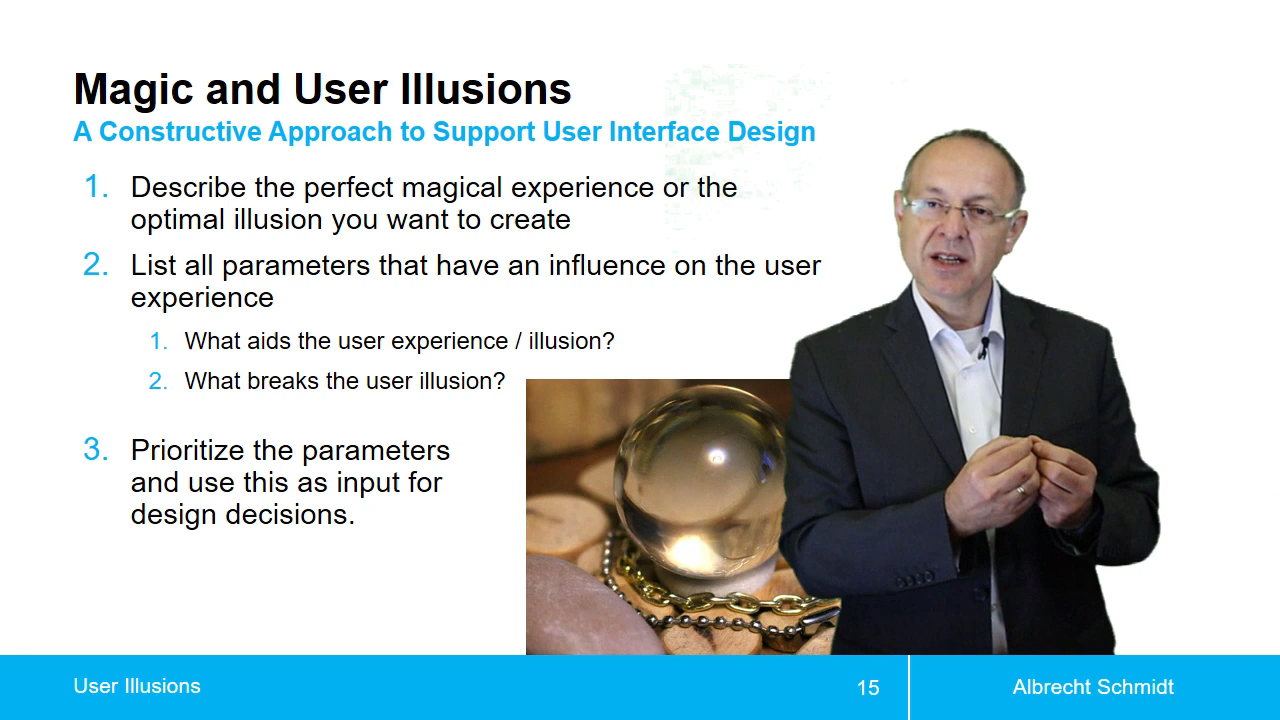 Magic and User Illusions
A Constructive Approach to Support User Interface Design
1. Describe the perfect magical experience or the
optimal illusion you want to create
2. List all parameters that have an influence on the user
experience
1. What aids the user experience / illusion?
2. What breaks the user illusion?
3. Prioritize the parameters
and use this as input for
design decisions.
User Illusions
15
Albrecht Schmidt